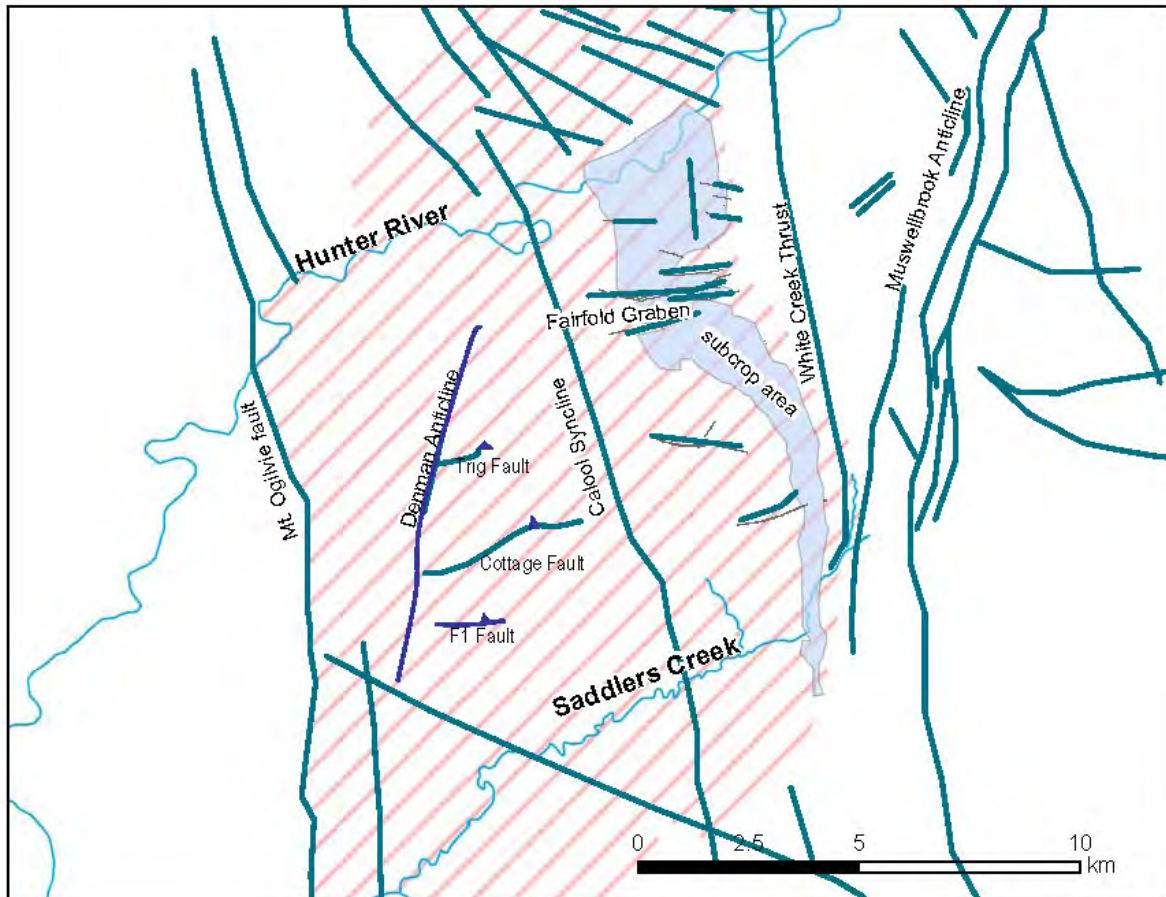 Muswellbrook Anticline
Hunter River
White Creek Thrust
Fairfold Graben
subcrop area
Denman Anticline
Calool Syncline
Mt. Ogilvie fault
Trig Fault
Cottage Fault
F1 Fault
Saddlers Creek
0 2.5 5 10
km